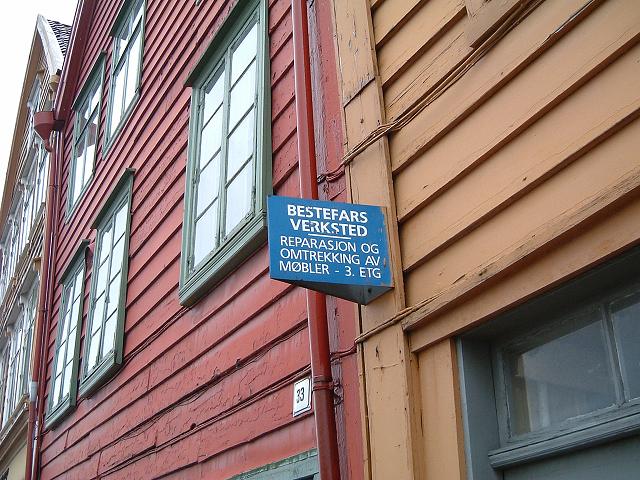 BESTEFARS
VERKSTED
REPARASJON OG
OMTREKKING AV
MØBLER - 3. ETG
33